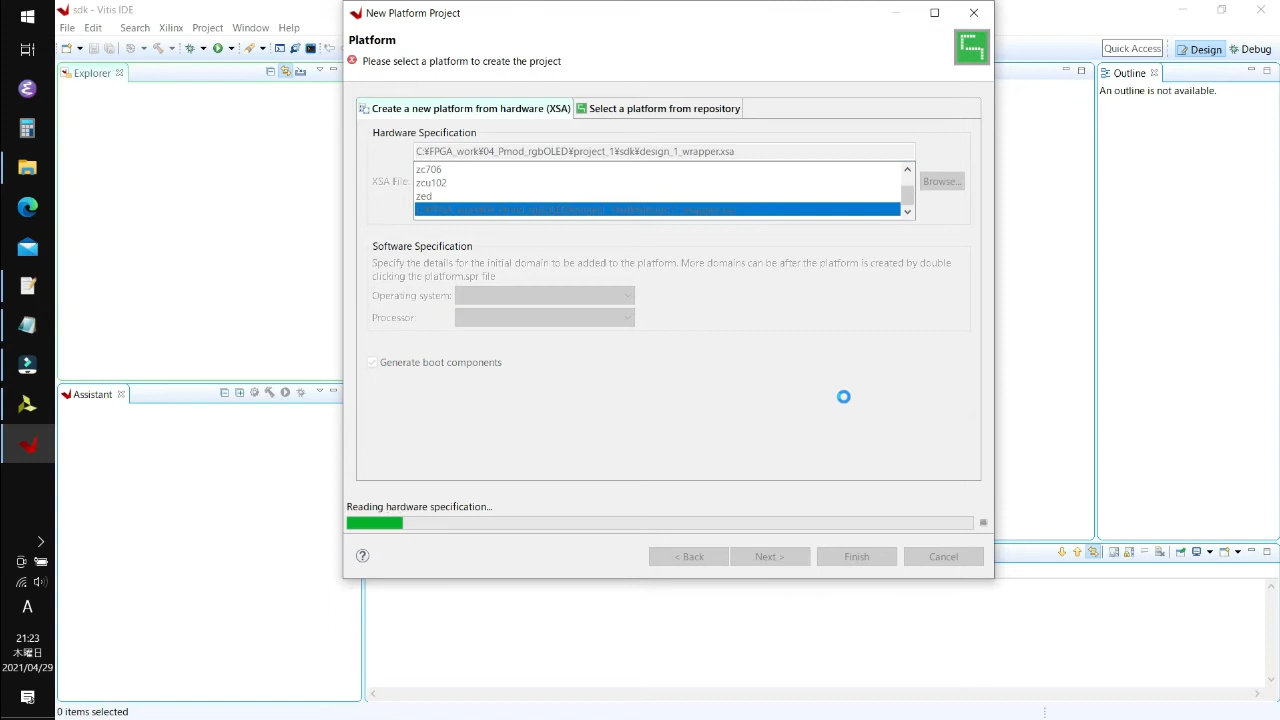 sdk - Vitis IDE
File Edit Search Xilinx Project Window Help
Quick Access
Design
Debug
Explorer
Outline
An outline is not available.
New Platform Project
Platform
Please select a platform to create the project
Create a new platform from hardware (XSA)
Select a platform from repository
Hardware Specification
C:¥FPGA_work¥04_Pmod_rgbOLED¥project_1¥sdk¥design_1_wrapper.xsa
XSA File:
zc706
zcu102
zed
Browse...
Software Specification
Specify the details for the initial domain to be added to the platform. More domains can be after the platform is created by double
clicking the platform.spr file
Operating system:
Processor:
Generate boot components
Reading hardware specification...
< Back
Next >
Finish
Cancel
Assistant
0 items selected
A
21:23
木曜日
2021/04/29